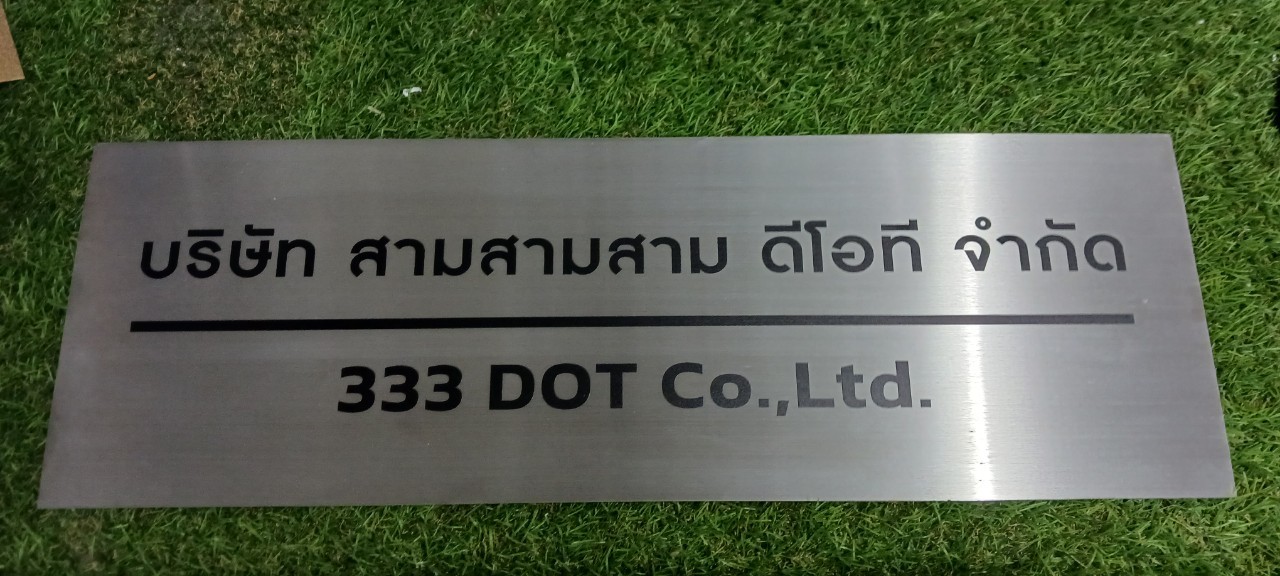 บริษัท สามสามสาม ดีโอที จำกัด
333 DOT Co.,Ltd.